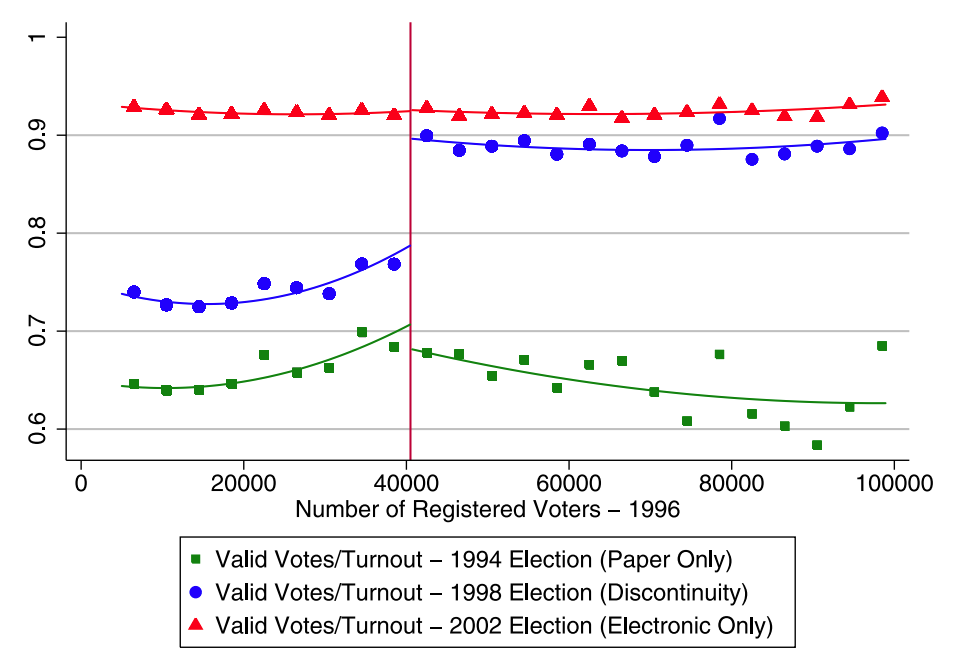 1
0.9
0.8
0.7
0.6
0 20000 40000 60000 80000 100000
Number of Registered Voters – 1996
Valid Votes/Turnout – 1994 Election (Paper Only)
Valid Votes/Turnout – 1998 Election (Discontinuity)
Valid Votes/Turnout – 2002 Election (Electronic Only)